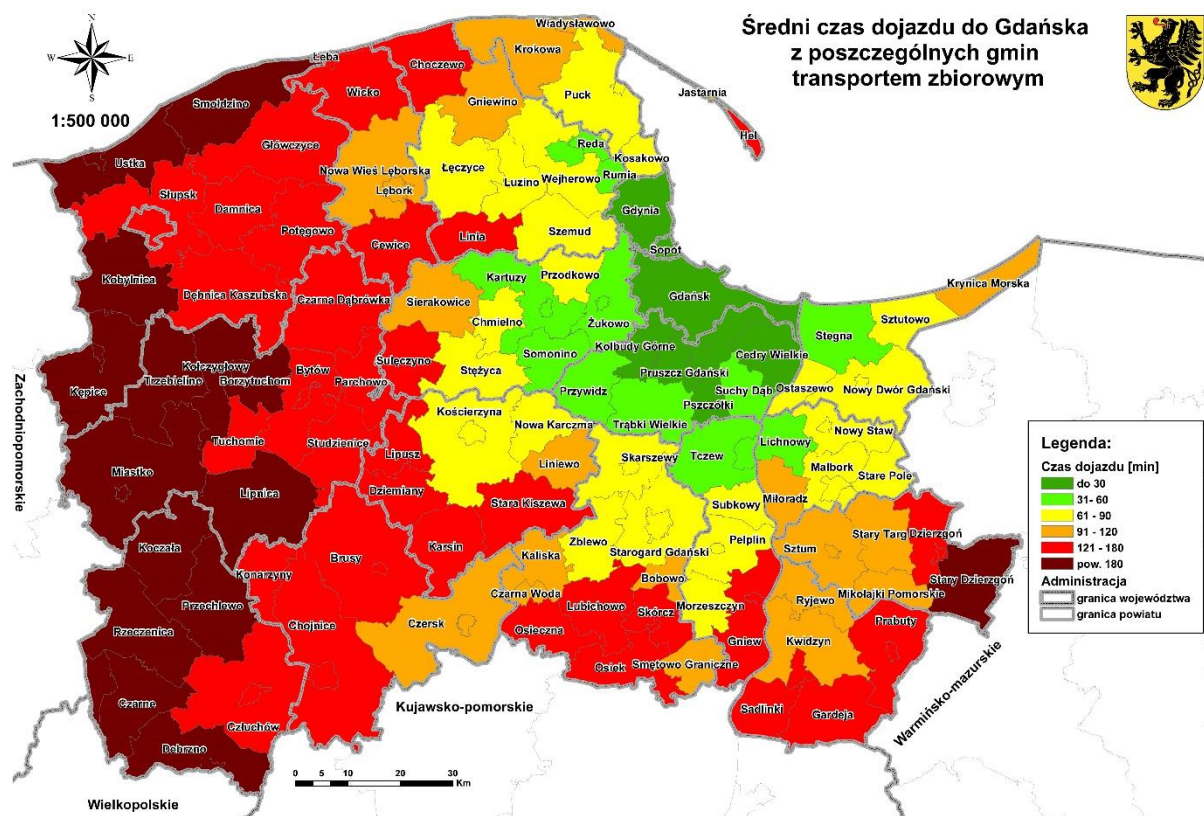 Średni czas dojazdu do Gdańska
z poszczególnych gmin
transportem zbiorowym
N
W
E
S
1:500 000
Władysławowo
Łeba
Choczewo
Krokowa
Wicko
Gniewino
Puck
Jastarnia
Smołdzino
Hel
Główczyce
Reda
Ustka
Nowa Wieś Lęborska
Łęczyce
Kosakowo
Luzino
Wejherowo
Rumia
Lębork
Słupsk
Damnica
Gdynia
Potęgowo
Cewice
Linia
Szemud
Sopot
Kobylnica
Kartuzy
Przodkowo
Krynica Morska
Dębnica Kaszubska
Czarna Dąbrówka
Sierakowice
Gdańsk
Chmielno
Żukowo
Sztutowo
Stegna
Kolbudy Górne
Kołczygłowy
Somonino
Cedry Wielkie
Sulęczyno
Bytów
Pruszcz Gdański
Trzebielino
Borzytuchom
Parchowo
Stężyca
Przywidz
Suchy Dąb
Ostaszewo
Nowy Dwór Gdański
Kępice
Pszczółki
Kościerzyna
Nowa Karczma
Trąbki Wielkie
Nowy Staw
Tuchomie
Studzienice
Lipusz
Lichnowy
Zachodniopomorskie
Liniewo
Skarszewy
Tczew
Miastko
Malbork
Stare Pole
Lipnica
Dziemiany
Miłoradz
Stara Kiszewa
Subkowy
Stary Targ
Dzierzgoń
Koczała
Brusy
Karsin
Kaliska
Zblewo
Pelplin
Starogard Gdański
Sztum
Konarzyny
Bobowo
Stary Dzierzgoń
Czarna Woda
Mikołajki Pomorskie
Przechlewo
Lubichowo
Morzeszczyn
Ryjewo
Skórcz
Prabuty
Chojnice
Czersk
Rzeczenica
Osieczna
Gniew
Kwidzyn
Osiek
Smętowo Graniczne
Czarne
Człuchów
Sadlinki
Gardeja
Debrzno
Kujawsko-pomorskie
Warmińsko-mazurskie
Wielkopolskie
0 5 10 20 30
Km
Legenda:
Czas dojazdu [min]
do 30
31 - 60
61 - 90
91 - 120
121 - 180
pow. 180
Administracja
granica województwa
granica powiatu